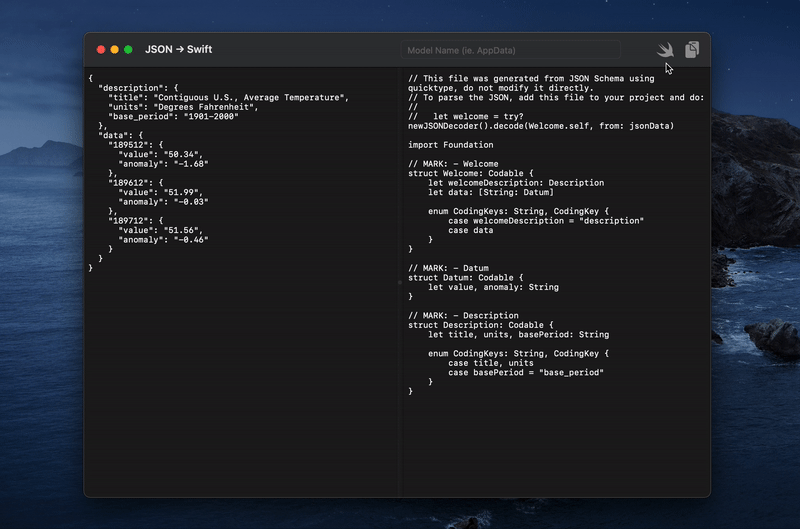 JSON → Swift
Model Name (ie. AppData)
{
  "description": {
    "title": "Contiguous U.S., Average Temperature",
    "units": "Degrees Fahrenheit",
    "base_period": "1901-2000"
  },
  "data": {
    "189512": {
      "value": "50.34",
      "anomaly": "-1.68"
    },
    "189612": {
      "value": "51.99",
      "anomaly": "-0.03"
    },
    "189712": {
      "value": "51.56",
      "anomaly": "-0.46"
    }
  }
}
// This file was generated from JSON Schema using
quicktype, do not modify it directly.
// To parse the JSON, add this file to your project and do:
//
//   let welcome = try?
newJSONDecoder().decode(Welcome.self, from: jsonData)
import Foundation
// MARK: - Welcome
struct Welcome: Codable {
    let welcomeDescription: Description
    let data: [String: Datum]
    enum CodingKeys: String, CodingKey {
        case welcomeDescription = "description"
        case data
    }
}
// MARK: - Datum
struct Datum: Codable {
    let value, anomaly: String
}
// MARK: - Description
struct Description: Codable {
    let title, units, basePeriod: String
    enum CodingKeys: String, CodingKey {
        case title, units
        case basePeriod = "base_period"
    }
}